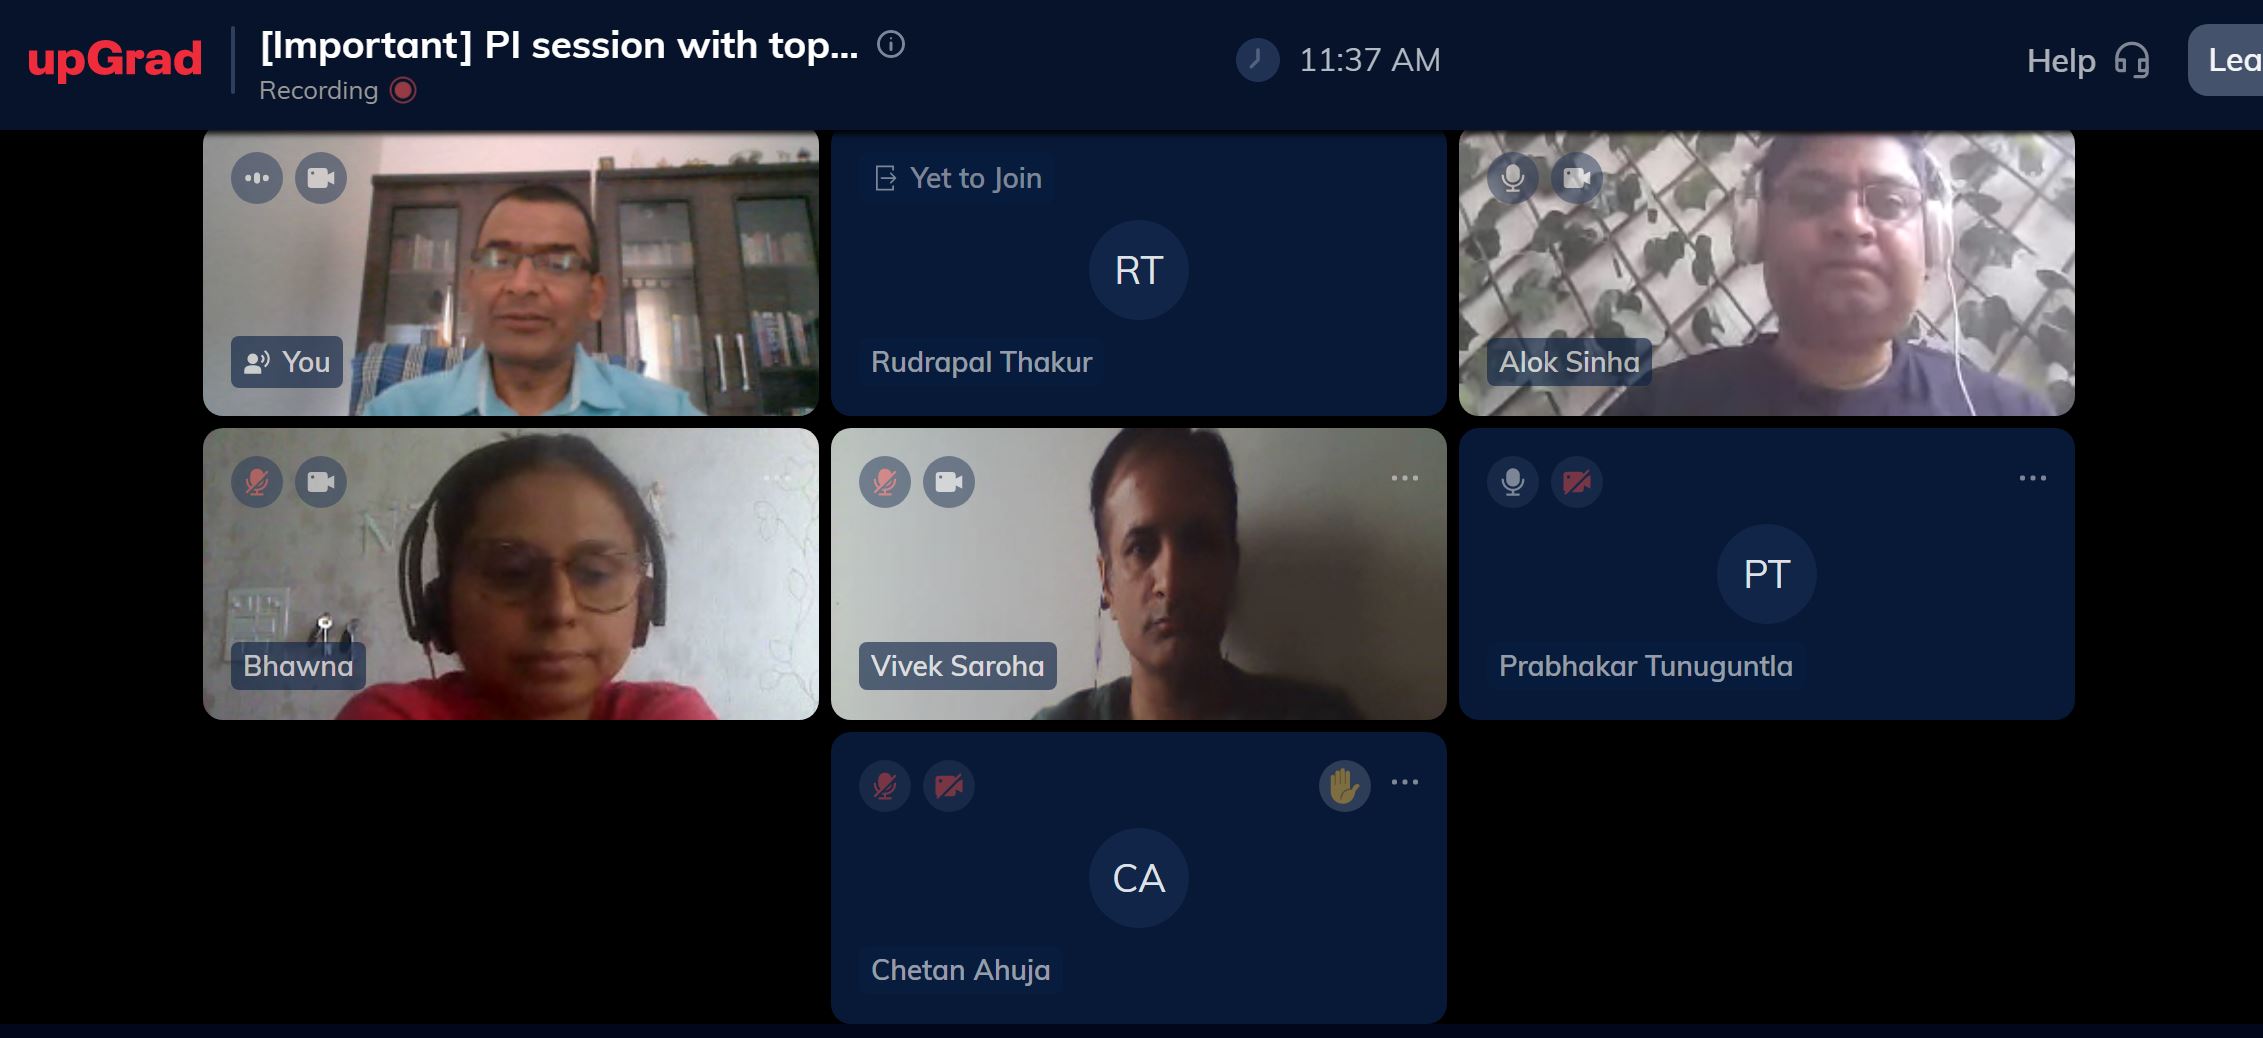 upGrad
[Important] PI session with top...
Recording
11:37 AM
Help
Lea
You
Yet to Join
RT
Rudrapal Thakur
Alok Sinha
Bhawna
Vivek Saroha
PT
Prabhakar Tunuguntla
CA
Chetan Ahuja